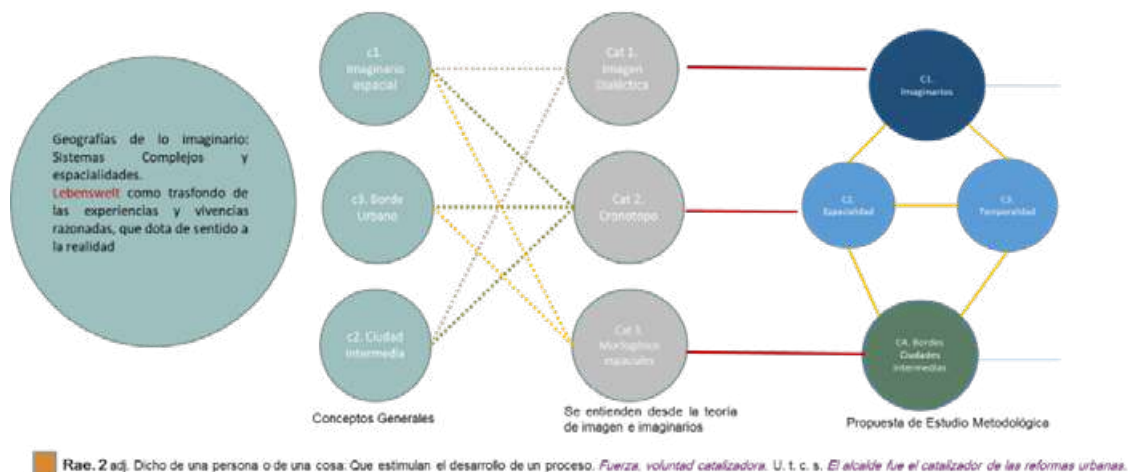 Geografías de lo imaginario:
Sistemas Complejos y
espacialidades.
Lebenswelt como trasfondo de
las experiencias y vivencias
razonadas, que dota de sentido a
la realidad
c1.
Imaginario
espacial
c3. Borde
Urbano
c2. Ciudad
Intermedia
Conceptos Generales
Cat 1.
Imagen
Dialéctica
Cat 2.
Cronotopo
Cat 3.
espaciales
Se entienden desde la teoría
de imagen e imaginarios
C1.
Imaginarios
C2.
Espacialidad
C3.
Temporalidad
C4. Bordes
Ciudades
Intermedias
Propuesta de Estudio Metodológica
Rae. 2 adj. Dicho de una persona o de una cosa: Que estimulan el desarrollo de un proceso. Fuerza, voluntad catalizadora. U. t. c. s. El alcalde fue el catalizador de las reformas urbanas.